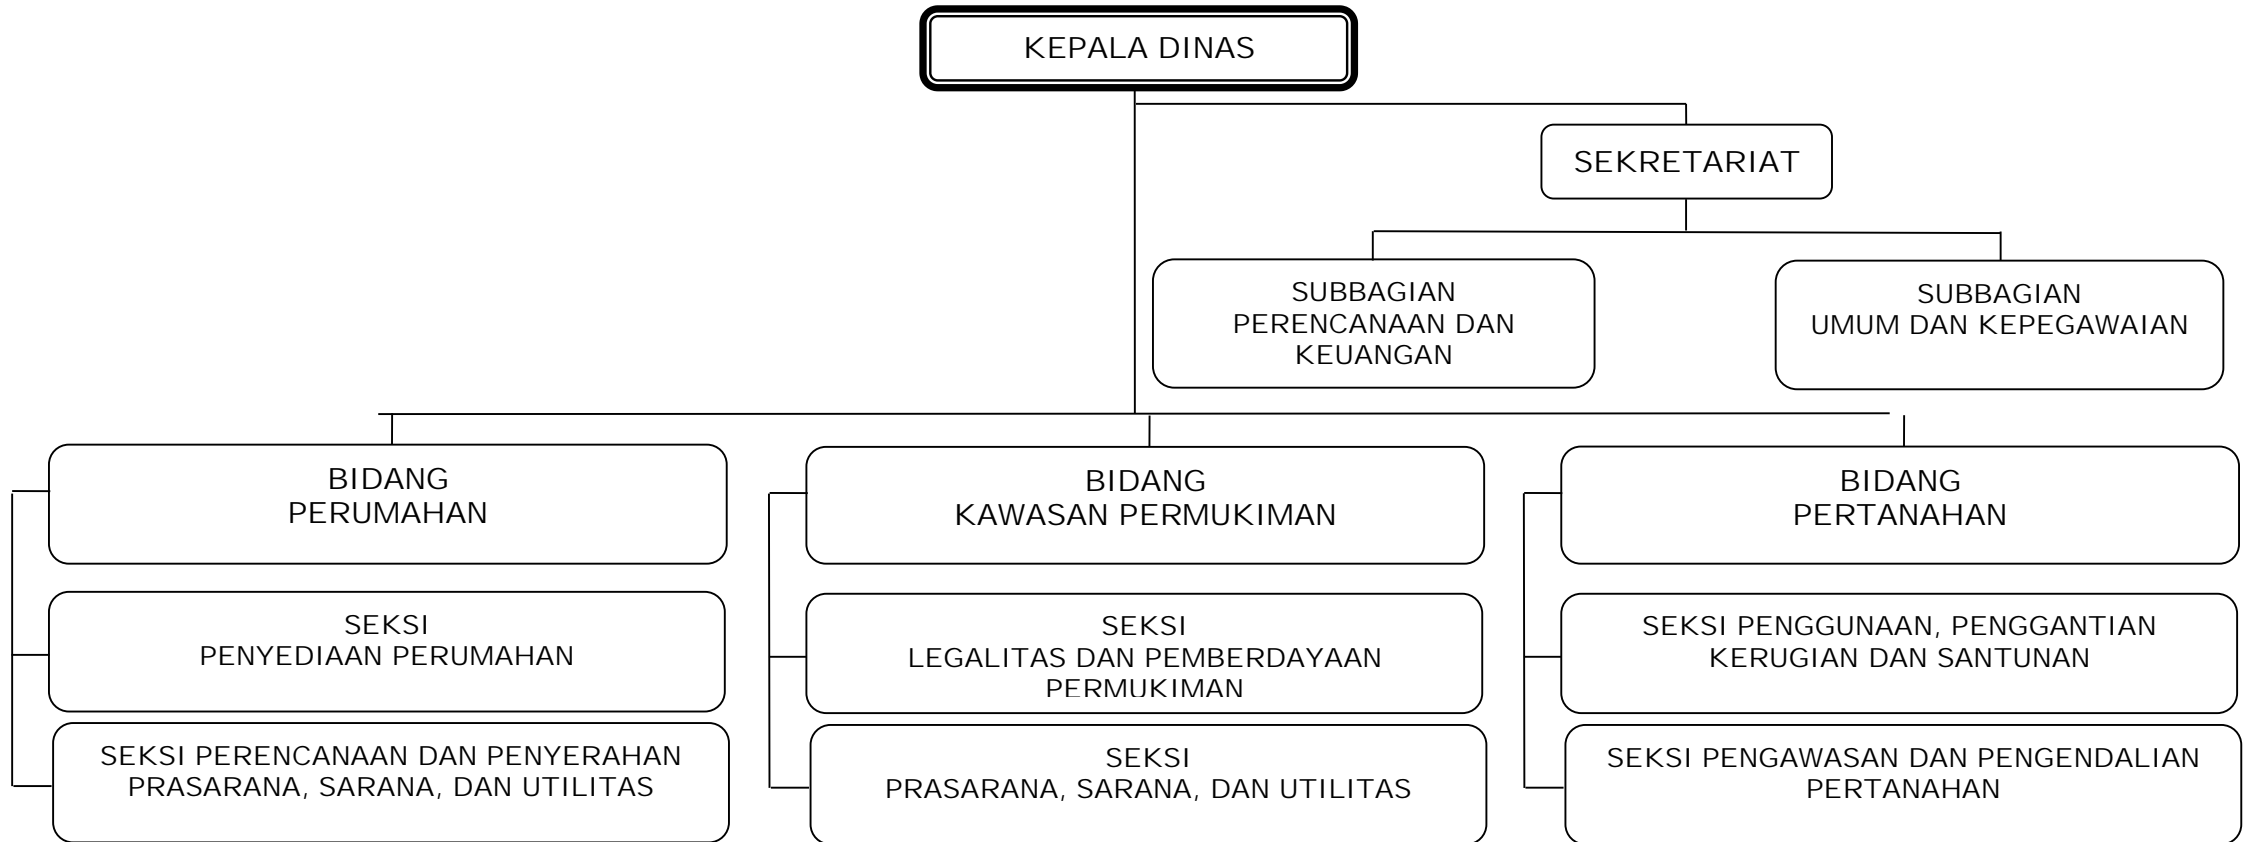 KEPALA DINAS
SEKRETARIAT
SUBBAGIAN
PERENCANAAN DAN
KEUANGAN
SUBBAGIAN
UMUM DAN KEPEGAWAIAN
BIDANG
PERUMAHAN
BIDANG
KAWASAN PERMUKIMAN
BIDANG
PERTANAHAN
SEKSI
PENYEDIAAN PERUMAHAN
SEKSI
LEGALITAS DAN PEMBERDAYAAN
PERMUKIMAN
SEKSI PENGGUNAAN, PENGGANTIAN
KERUGIAN DAN SANTUNAN
SEKSI PERENCANAAN DAN PENYERAHAN
PRASARANA, SARANA, DAN UTILITAS
SEKSI
PRASARANA, SARANA, DAN UTILITAS
SEKSI PENGAWASAN DAN PENGENDALIAN
PERTANAHAN